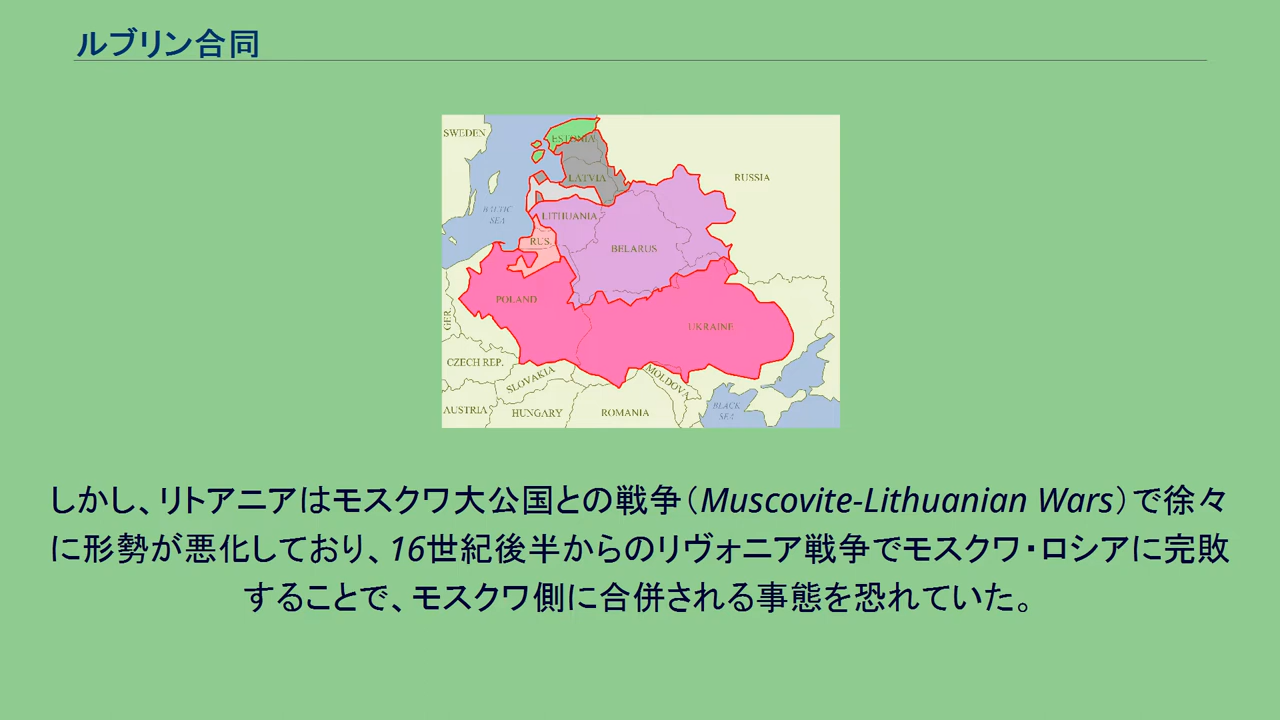 ルブリン合同
SWEDEN
ESTONIA
LATVIA
RUSSIA
BALTIC
SEA
LITHUANIA
RUS.
BELARUS
POLAND
GER.
UKRAINE
CZECH REP.
SLOVAKIA
MOLDOVA
AUSTRIA
HUNGARY
ROMANIA
BLACK
SEA
しかし、リトアニアはモスクワ大公国との戦争（Muscovite-Lithuanian Wars）で徐々
に形勢が悪化しており、16世紀後半からのリヴォニア戦争でモスクワ・ロシアに完敗
することで、モスクワ側に合併される事態を恐れていた。